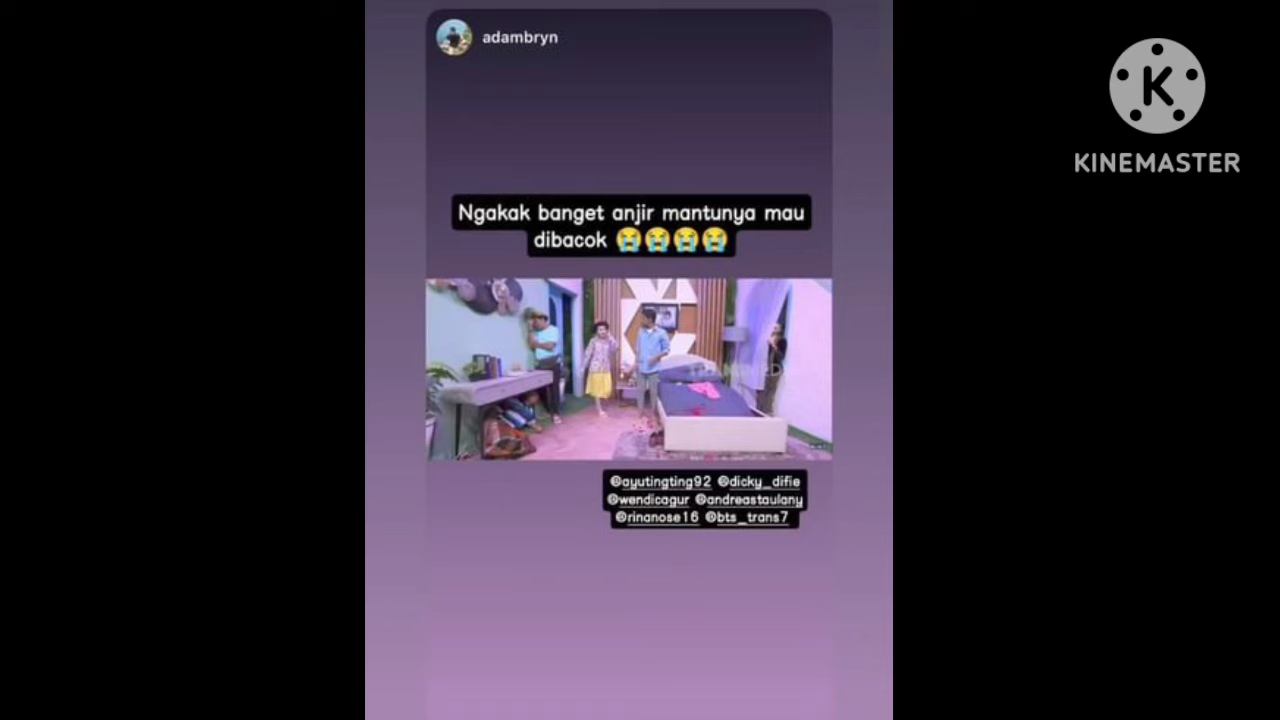 adambryn
KINEMASTER
Ngakak banget anjir mantunya mau
dibacok 😭😭😭😭
@ayutingting92 @dicky_difie
@wendicagur @andreastaulany
@rinanose16 @bts_trans7